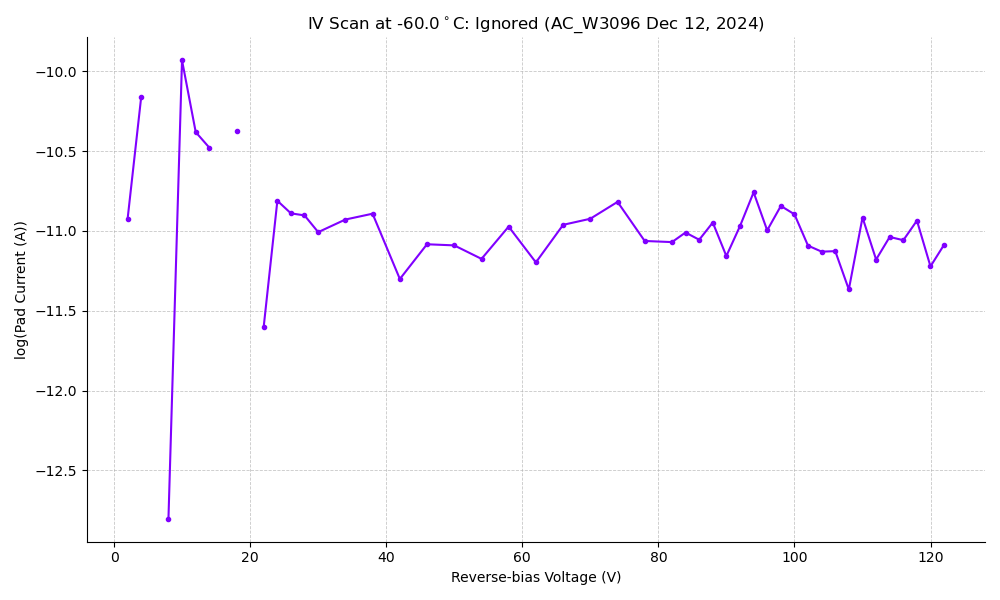 IV Scan at -60.0°C: Ignored (AC_W3096 Dec 12, 2024)
log(Pad Current (A))
−10.0
−10.5
−11.0
−11.5
−12.0
−12.5
0 20 40 60 80 100 120
Reverse-bias Voltage (V)